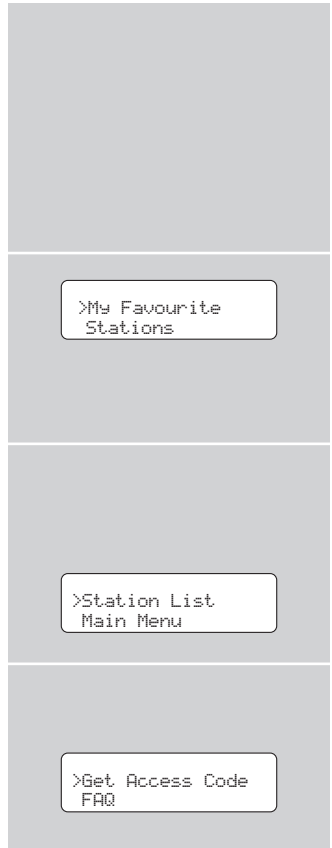 >My Favourite
Stations
>Station List
Main Menu
>Get Access Code
FAQ